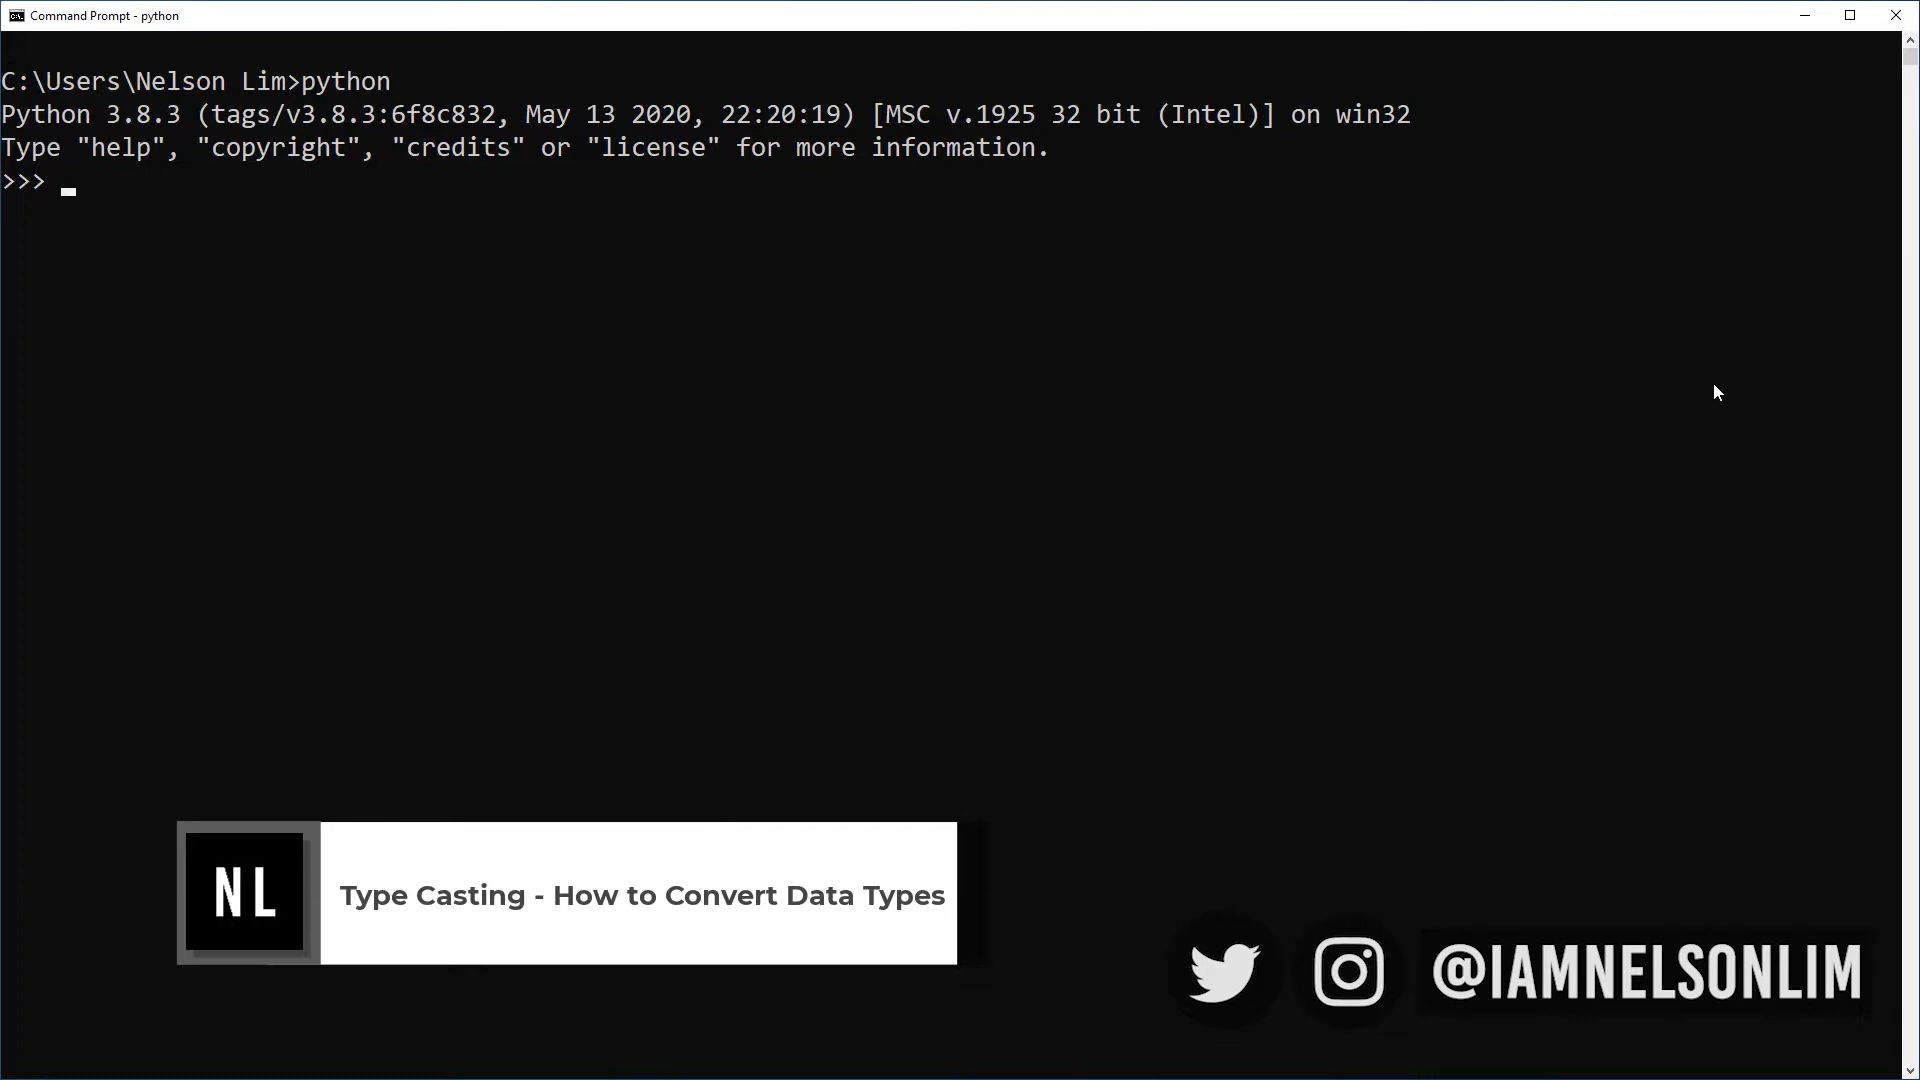 Command Prompt - python
C:\Users\Nelson Lim>python
Python 3.8.3 (tags/v3.8.3:6f8c832, May 13 2020, 22:20:19) [MSC v.1925 32 bit (Intel)] on win32
Type "help", "copyright", "credits" or "license" for more information.
>>>
NL
Type Casting - How to Convert Data Types
@IAMNELSONLIM